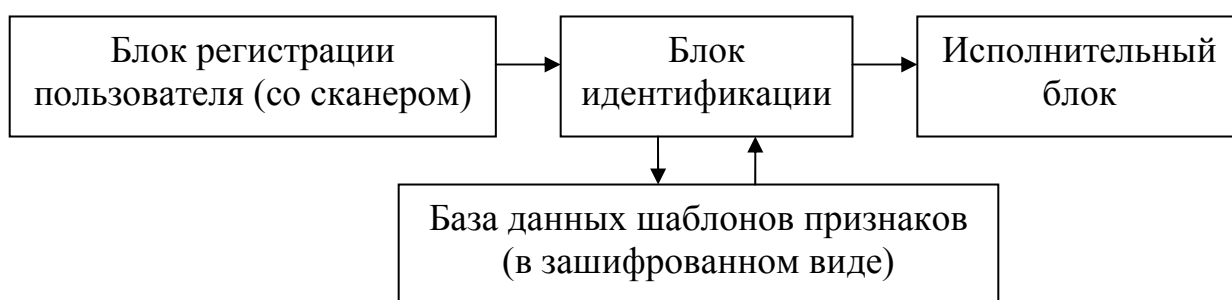 Блок регистрации
пользователя (со сканером)
Блок
идентификации
Исполнительный
блок
База данных шаблонов признаков
(в зашифрованном виде)